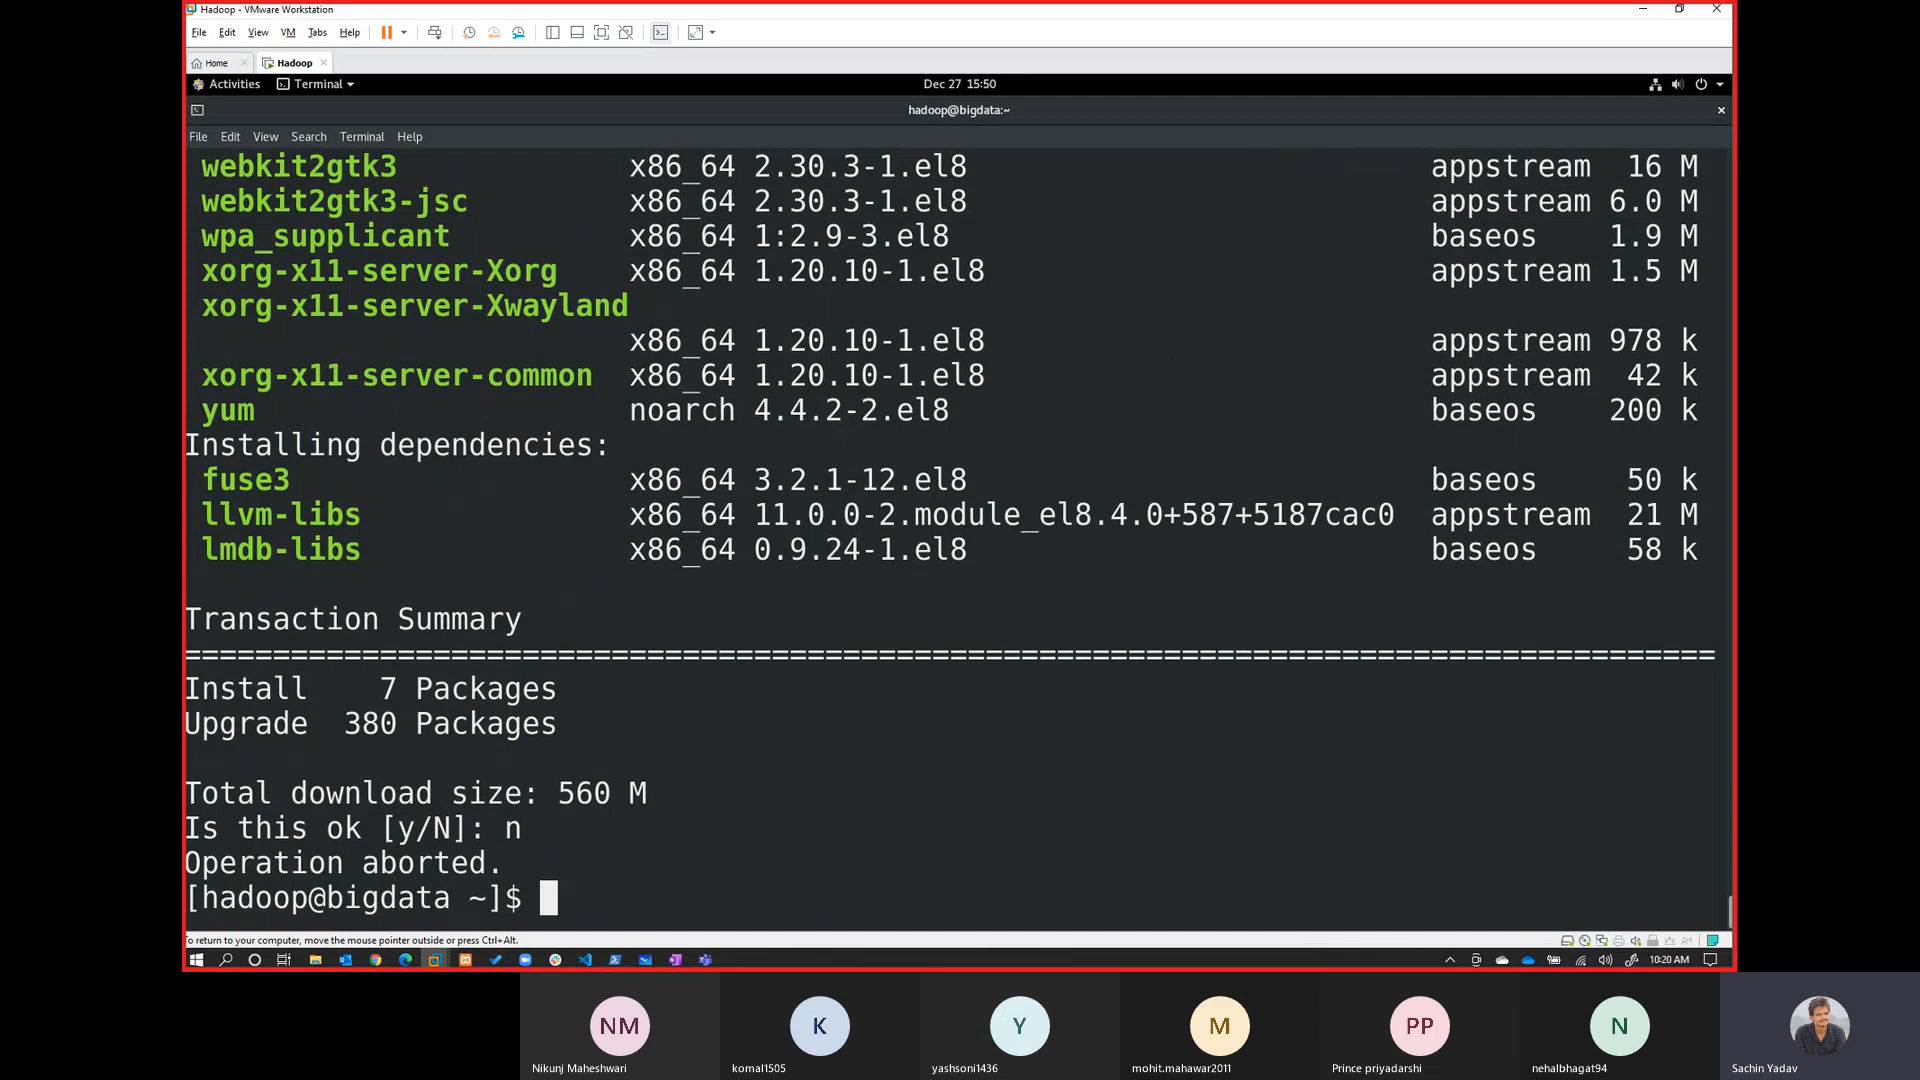 Hadoop - VMware Workstation
File Edit View VM Tabs Help
Home Hadoop
Activities Terminal Dec 27 15:50
hadoop@bigdata:~
File Edit View Search Terminal Help
webkit2gtk3 x86_64 2.30.3-1.el8 appstream 16 M
webkit2gtk3-jsc x86_64 2.30.3-1.el8 appstream 6.0 M
wpa_supplicant x86_64 1:2.9-3.el8 baseos 1.9 M
xorg-x11-server-Xorg x86_64 1.20.10-1.el8 appstream 1.5 M
xorg-x11-server-Xwayland
x86_64 1.20.10-1.el8 appstream 978 k
xorg-x11-server-common x86_64 1.20.10-1.el8 appstream 42 k
yum noarch 4.4.2-2.el8 baseos 200 k
Installing dependencies:
fuse3 x86_64 3.2.1-12.el8 baseos 50 k
llvm-libs x86_64 11.0.0-2.module_el8.4.0+587+5187cac0 appstream 21 M
lmdb-libs x86_64 0.9.24-1.el8 baseos 58 k
Transaction Summary
================================================================================
Install 7 Packages
Upgrade 380 Packages
Total download size: 560 M
Is this ok [y/N]: n
Operation aborted.
[hadoop@bigdata ~]$
To return to your computer, move the mouse pointer outside or press Ctrl+Alt.
10:20 AM
NM K Y M PP N
Nikunj Maheshwari komal1505 yashsoni1436 mohit.mahawar2011 Prince priyadarshi nehalbhagat94 Sachin Yadav